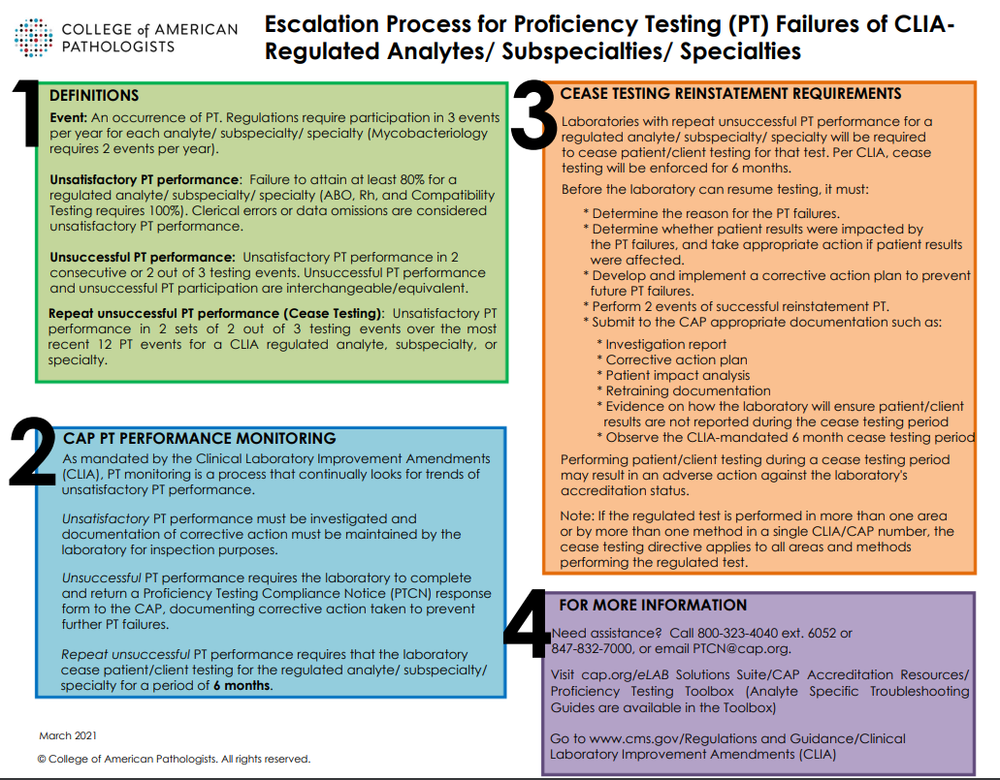 COLLEGE of AMERICAN
PATHOLOGISTS
Escalation Process for Proficiency Testing (PT) Failures of CLIA-
Regulated Analytes/ Subspecialties/ Specialties
1
DEFINITIONS
Event: An occurrence of PT. Regulations require participation in 3 events
per year for each analyte/ subspecialty/ specialty (Mycobacteriology
requires 2 events per year).
Unsatisfactory PT performance: Failure to attain at least 80% for a
regulated analyte/ subspecialty/ specialty (ABO, Rh, and Compatibility
Testing requires 100%). Clerical errors or data omissions are considered
unsatisfactory PT performance.
Unsuccessful PT performance: Unsatisfactory PT performance in 2
consecutive or 2 out of 3 testing events. Unsuccessful PT performance
and unsuccessful PT participation are interchangeable/equivalent.
Repeat unsuccessful PT performance (Cease Testing): Unsatisfactory PT
performance in 2 sets of 2 out of 3 testing events over the most
recent 12 PT events for a CLIA regulated analyte, subspecialty, or
specialty.
2
CAP PT PERFORMANCE MONITORING
As mandated by the Clinical Laboratory Improvement Amendments
(CLIA), PT monitoring is a process that continually looks for trends of
unsatisfactory PT performance.
Unsatisfactory PT performance must be investigated and
documentation of corrective action must be maintained by the
laboratory for inspection purposes.
Unsuccessful PT performance requires the laboratory to complete
and return a Proficiency Testing Compliance Notice (PTCN) response
form to the CAP, documenting corrective action taken to prevent
further PT failures.
Repeat unsuccessful PT performance requires that the laboratory
cease patient/client testing for the regulated analyte/ subspecialty/
specialty for a period of 6 months.
March 2021
© College of American Pathologists. All rights reserved.
3
CEASE TESTING REINSTATEMENT REQUIREMENTS
Laboratories with repeat unsuccessful PT performance for a
regulated analyte/ subspecialty/ specialty will be required
to cease patient/client testing for that test. Per CLIA, cease
testing will be enforced for 6 months.
Before the laboratory can resume testing, it must:
* Determine the reason for the PT failures.
* Determine whether patient results were impacted by
the PT failures, and take appropriate action if patient results
were affected.
* Develop and implement a corrective action plan to prevent
future PT failures.
* Perform 2 events of successful reinstatement PT.
* Submit to the CAP appropriate documentation such as:
* Investigation report
* Corrective action plan
* Patient impact analysis
* Retraining documentation
* Evidence on how the laboratory will ensure patient/client
results are not reported during the cease testing period
* Observe the CLIA-mandated 6 month cease testing period
Performing patient/client testing during a cease testing period
may result in an adverse action against the laboratory's
accreditation status.
Note: If the regulated test is performed in more than one area
or by more than one method in a single CLIA/CAP number, the
cease testing directive applies to all areas and methods
performing the regulated test.
4
FOR MORE INFORMATION
Need assistance? Call 800-323-4040 ext. 6052 or
847-832-7000, or email PTCN@cap.org.
Visit cap.org/eLAB Solutions Suite/CAP Accreditation Resources/
Proficiency Testing Toolbox (Analyte Specific Troubleshooting
Guides are available in the Toolbox)
Go to www.cms.gov/Regulations and Guidance/Clinical
Laboratory Improvement Amendments (CLIA)